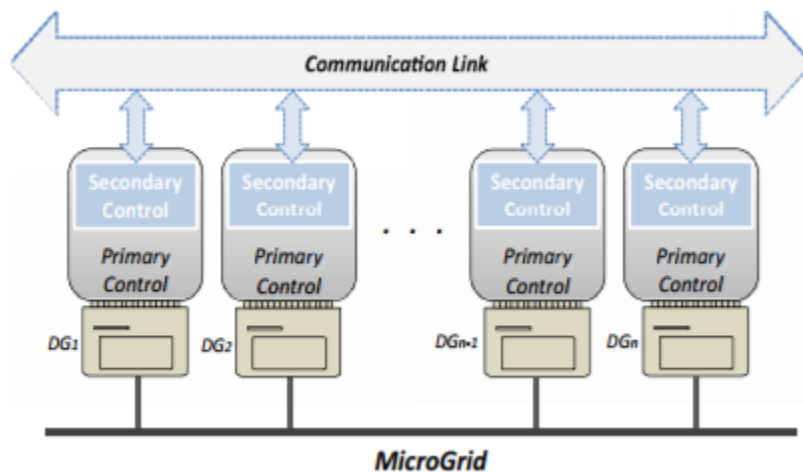 Communication Link
Secondary
Control
Secondary
Control
Secondary
Control
Secondary
Control
. . .
Primary
Control
Primary
Control
Primary
Control
Primary
Control
DG1
DG2
DGn-1
DGn
MicroGrid